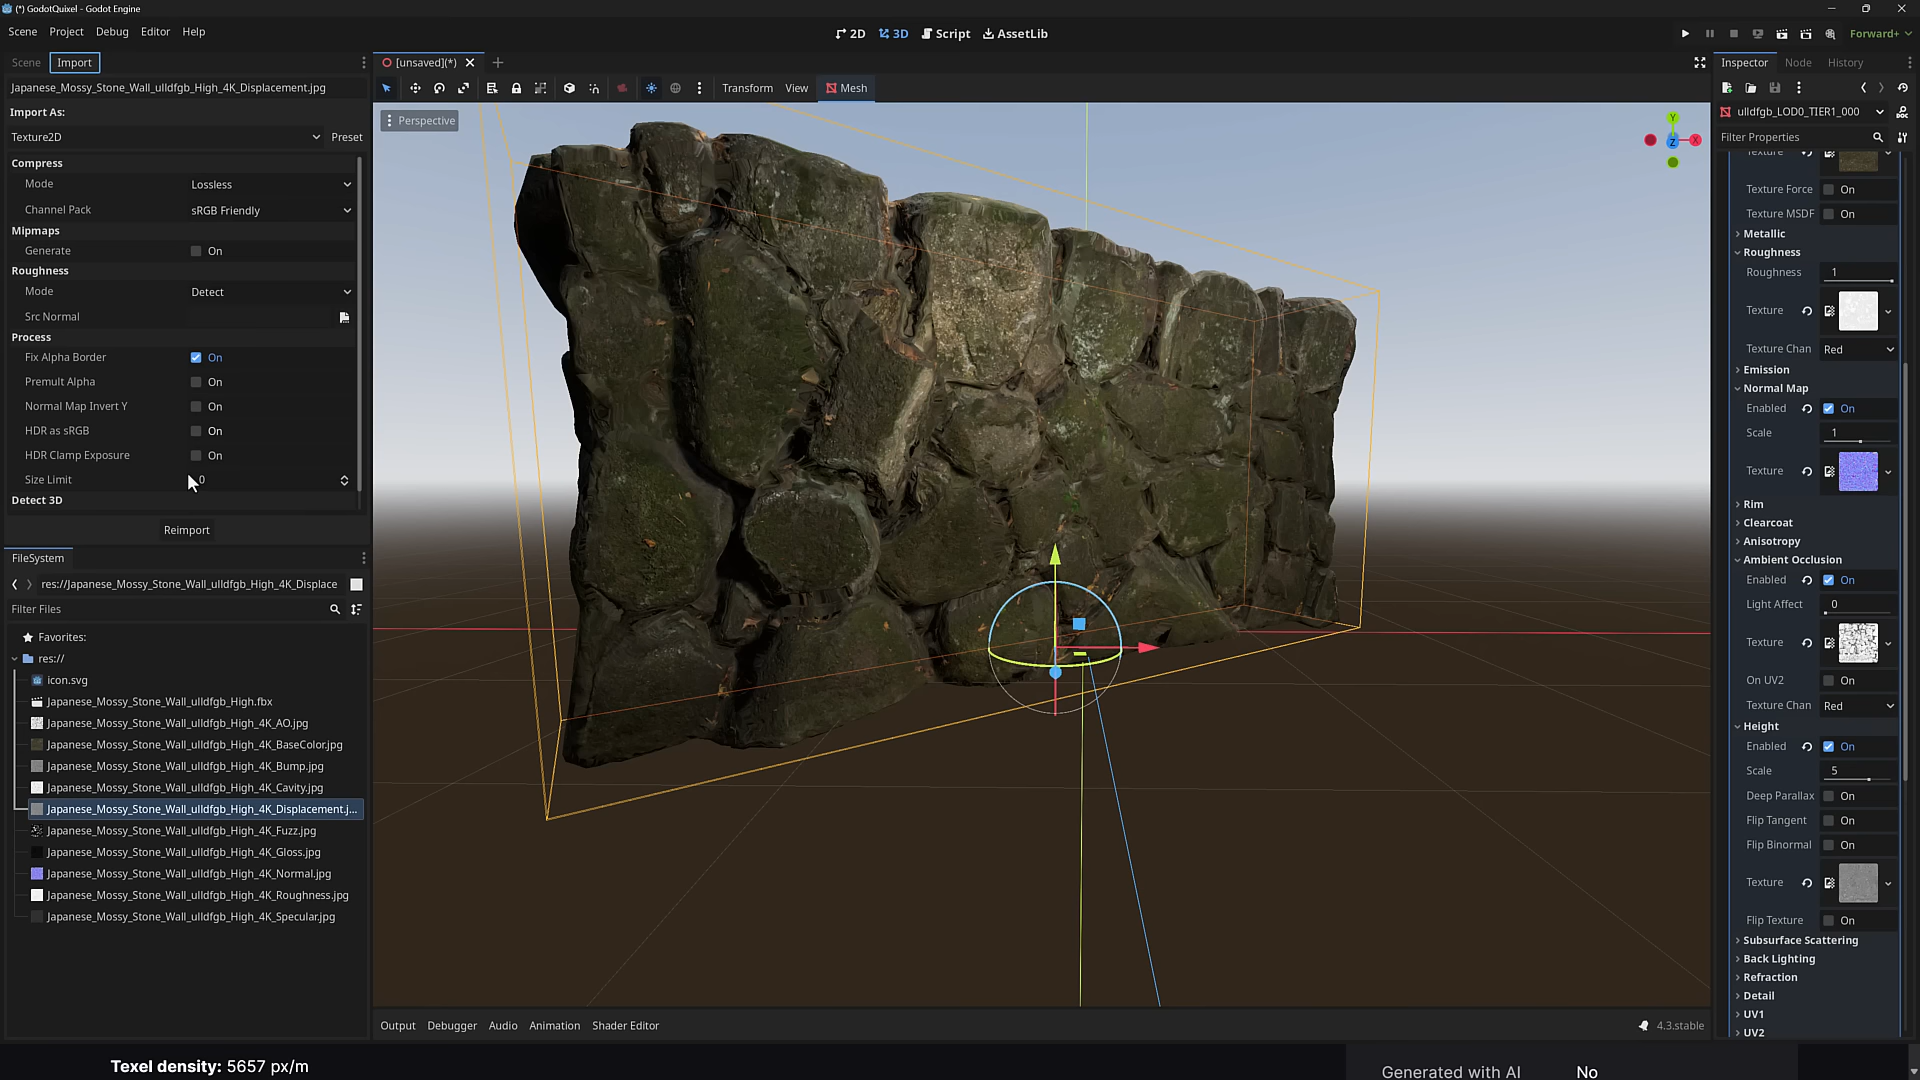 (*) GodotQuixel - Godot Engine
Scene Project Debug Editor Help
2D 3D Script AssetLib
Forward+
Scene Import
[unsaved](*)
Inspector Node History
Japanese_Mossy_Stone_Wall_ulldfgb_High_4K_Displacement.jpg
Import As:
Texture2D Preset
Compress
Mode Lossless
Channel Pack sRGB Friendly
Mipmaps
Generate On
Roughness
Mode Detect
Src Normal
Process
Fix Alpha Border On
Premult Alpha On
Normal Map Invert Y On
HDR as sRGB On
HDR Clamp Exposure On
Size Limit 0
Detect 3D
Reimport
FileSystem
res://Japanese_Mossy_Stone_Wall_ulldfgb_High_4K_Displace
Filter Files
Favorites:
res://
icon.svg
Japanese_Mossy_Stone_Wall_ulldfgb_High.fbx
Japanese_Mossy_Stone_Wall_ulldfgb_High_4K_AO.jpg
Japanese_Mossy_Stone_Wall_ulldfgb_High_4K_BaseColor.jpg
Japanese_Mossy_Stone_Wall_ulldfgb_High_4K_Bump.jpg
Japanese_Mossy_Stone_Wall_ulldfgb_High_4K_Cavity.jpg
Japanese_Mossy_Stone_Wall_ulldfgb_High_4K_Displacement.j...
Japanese_Mossy_Stone_Wall_ulldfgb_High_4K_Fuzz.jpg
Japanese_Mossy_Stone_Wall_ulldfgb_High_4K_Gloss.jpg
Japanese_Mossy_Stone_Wall_ulldfgb_High_4K_Normal.jpg
Japanese_Mossy_Stone_Wall_ulldfgb_High_4K_Roughness.jpg
Japanese_Mossy_Stone_Wall_ulldfgb_High_4K_Specular.jpg
Transform View Mesh
Perspective
Y
Z X
Output Debugger Audio Animation Shader Editor
4.3.stable
ulldfgb_LOD0_TIER1_000
Filter Properties
Texture
Texture Force On
Texture MSDF On
Metallic
Roughness
Roughness 1
Texture
Texture Chan Red
Emission
Normal Map
Enabled On
Scale 1
Texture
Rim
Clearcoat
Anisotropy
Ambient Occlusion
Enabled On
Light Affect 0
Texture
On UV2 On
Texture Chan Red
Height
Enabled On
Scale 5
Deep Parallax On
Flip Tangent On
Flip Binormal On
Texture
Flip Texture On
Subsurface Scattering
Back Lighting
Refraction
Detail
UV1
UV2
Texel density: 5657 px/m
Generated with AI No